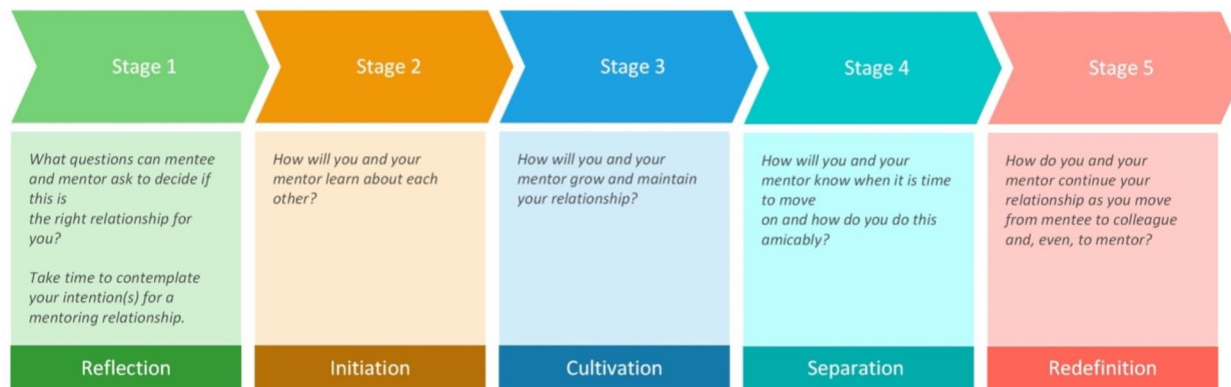 Stage 1
Stage 2
Stage 3
Stage 4
Stage 5
What questions can mentee
and mentor ask to decide if
this is
the right relationship for
you?
Take time to contemplate
your intention(s) for a
mentoring relationship.
How will you and your
mentor learn about each
other?
How will you and your
mentor grow and maintain
your relationship?
How will you and your
mentor know when it is time
to move
on and how do you do this
amicably?
How do you and your
mentor continue your
relationship as you move
from mentee to colleague
and, even, to mentor?
Reflection
Initiation
Cultivation
Separation
Redefinition